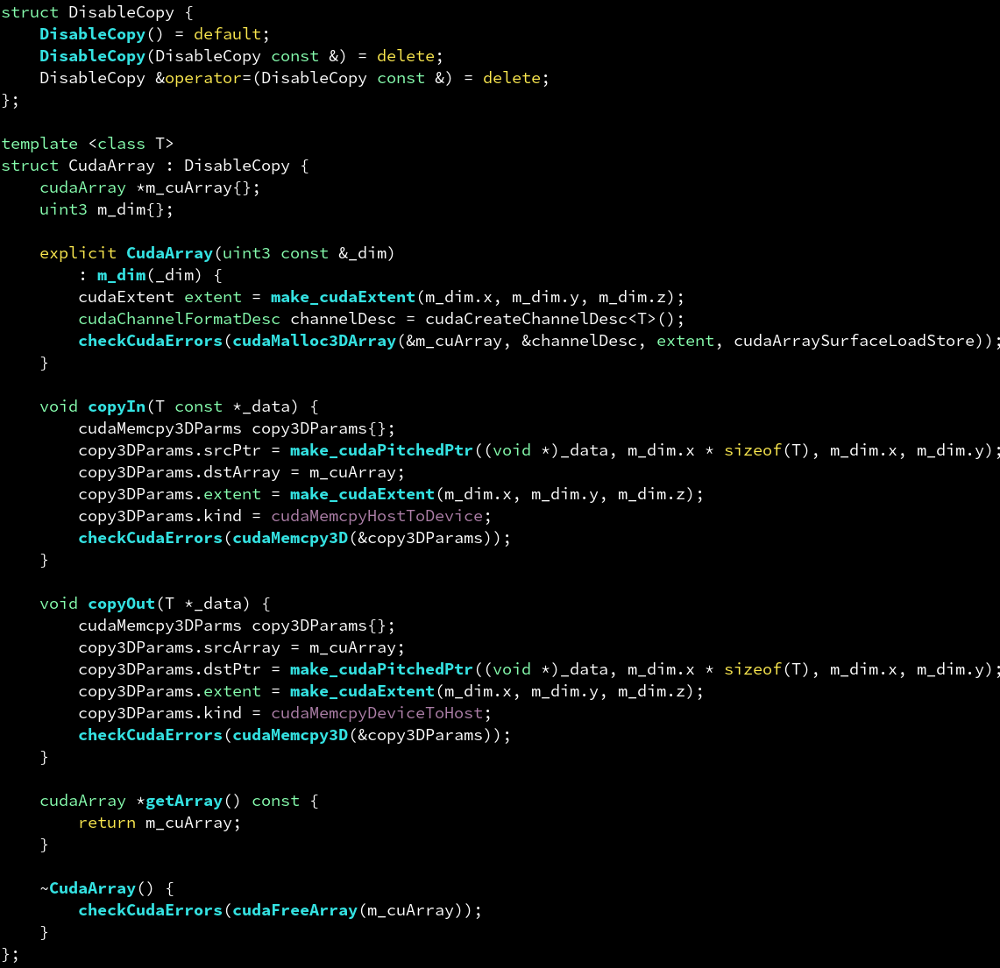 struct DisableCopy {
    DisableCopy() = default;
    DisableCopy(DisableCopy const &) = delete;
    DisableCopy &operator=(DisableCopy const &) = delete;
};

template <class T>
struct CudaArray : DisableCopy {
    cudaArray *m_cuArray{};
    uint3 m_dim{};

    explicit CudaArray(uint3 const &_dim)
        : m_dim(_dim) {
        cudaExtent extent = make_cudaExtent(m_dim.x, m_dim.y, m_dim.z);
        cudaChannelFormatDesc channelDesc = cudaCreateChannelDesc<T>();
        checkCudaErrors(cudaMalloc3DArray(&m_cuArray, &channelDesc, extent, cudaArraySurfaceLoadStore));
    }

    void copyIn(T const *_data) {
        cudaMemcpy3DParms copy3DParams{};
        copy3DParams.srcPtr = make_cudaPitchedPtr((void *)_data, m_dim.x * sizeof(T), m_dim.x, m_dim.y);
        copy3DParams.dstArray = m_cuArray;
        copy3DParams.extent = make_cudaExtent(m_dim.x, m_dim.y, m_dim.z);
        copy3DParams.kind = cudaMemcpyHostToDevice;
        checkCudaErrors(cudaMemcpy3D(&copy3DParams));
    }

    void copyOut(T *_data) {
        cudaMemcpy3DParms copy3DParams{};
        copy3DParams.srcArray = m_cuArray;
        copy3DParams.dstPtr = make_cudaPitchedPtr((void *)_data, m_dim.x * sizeof(T), m_dim.x, m_dim.y);
        copy3DParams.extent = make_cudaExtent(m_dim.x, m_dim.y, m_dim.z);
        copy3DParams.kind = cudaMemcpyDeviceToHost;
        checkCudaErrors(cudaMemcpy3D(&copy3DParams));
    }

    cudaArray *getArray() const {
        return m_cuArray;
    }

    ~CudaArray() {
        checkCudaErrors(cudaFreeArray(m_cuArray));
    }
};